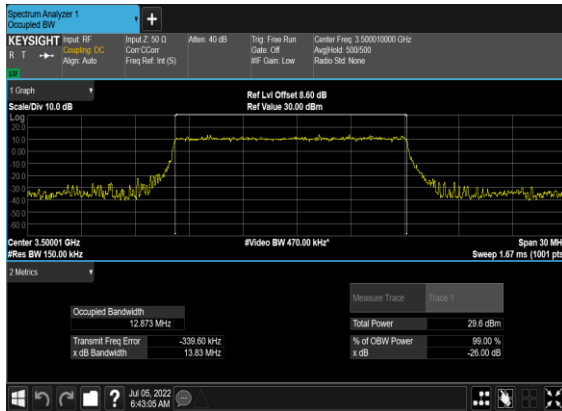 Spectrum Analyzer 1
Occupied BW
+
KEYSIGHT Input: RF Input Z: 50 Ω Atten: 40 dB Trig: Free Run Center Freq: 3.500010000 GHz
R T Coupling: DC Corr CCorr Gate: Off Avg|Hold: 500/500
Align: Auto Freq Ref: Int (S) #IF Gain: Low Radio Std: None
1 Graph
Scale/Div 10.0 dB Ref Lvl Offset 8.60 dB
Ref Value 30.00 dBm
Log
20.0
10.0
0.00
-10.0
-20.0
-30.0
-40.0
-50.0
-60.0
Center 3.50001 GHz #Video BW 470.00 kHz* Span 30 MH
#Res BW 150.00 kHz Sweep 1.67 ms (1001 pts
2 Metrics
Measure Trace Trace 1
Occupied Bandwidth
12.873 MHz Total Power 29.6 dBm
Transmit Freq Error -339.60 kHz % of OBW Power 99.00 %
x dB Bandwidth 13.83 MHz x dB -26.00 dB
? Jul 05, 2022
6:43:05 AM